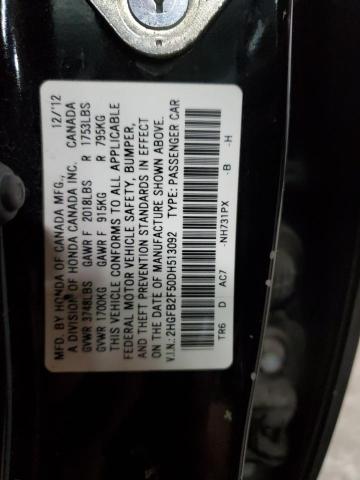 MFD. BY HONDA OF CANADA MFG., 12/'12
A DIVISION OF HONDA CANADA INC. CANADA
GVWR 3748LBS GAWR F 2018LBS R 1753LBS
GVWR 1700KG GAWR F 915KG R 795KG
THIS VEHICLE CONFORMS TO ALL APPLICABLE
FEDERAL MOTOR VEHICLE SAFETY, BUMPER,
AND THEFT PREVENTION STANDARDS IN EFFECT
ON THE DATE OF MANUFACTURE SHOWN ABOVE.
V.I.N.: 2HGFB2F50DH513092 TYPE: PASSENGER CAR
TR6 D AC7 -NH731PX -B -H